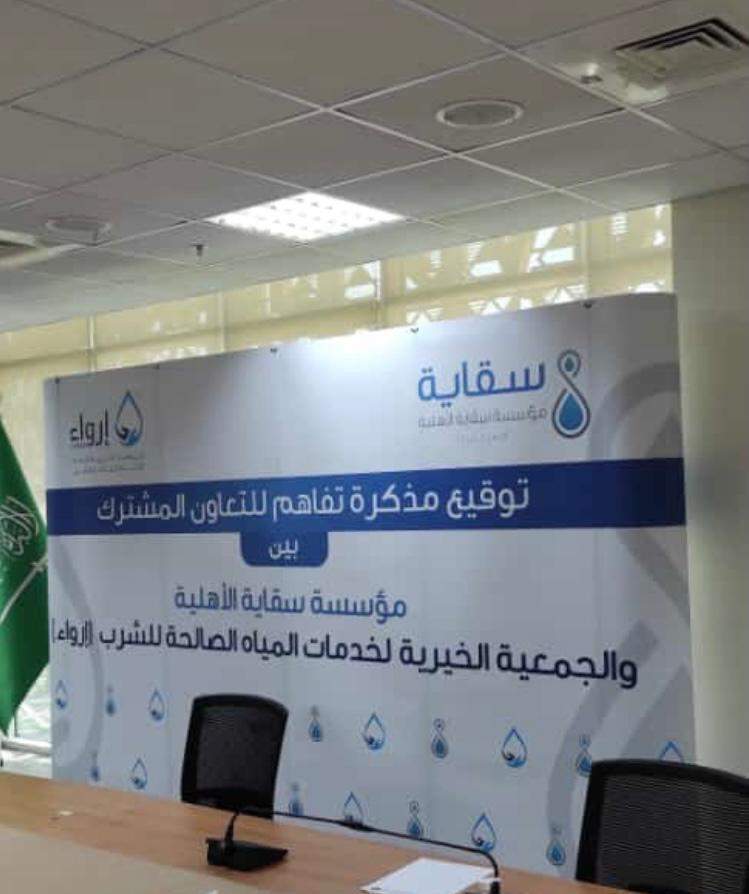 سقاية
مؤسسة سقاية الأهلية
إرواء
توقيع مذكرة تفاهم للتعاون المشترك
بين
مؤسسة سقاية الأهلية
والجمعية الخيرية لخدمات المياه الصالحة للشرب (إرواء)